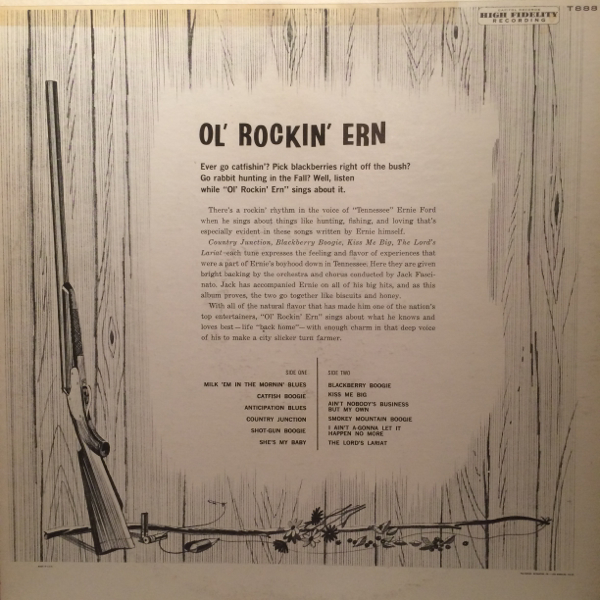 HIGH FIDELITY
RECORDING
T888
OL' ROCKIN' ERN
Ever go catfishin'? Pick blackberries right off the bush?
Go rabbit hunting in the Fall? Well, listen
while "Ol' Rockin' Ern" sings about it.
There's a rockin' rhythm in the voice of "Tennessee" Ernie Ford
when he sings about things like hunting, fishing, and loving that's
especially evident in these songs written by Ernie himself.
Country Junction, Blackberry Boogie, Kiss Me Big, The Lord's
Lariat—each tune expresses the feeling and flavor of experiences that
were a part of Ernie's boyhood down in Tennessee. Here they are given
bright backing by the orchestra and chorus conducted by Jack Fasci-
nato. Jack has accompanied Ernie on all of his big hits, and as this
album proves, the two go together like biscuits and honey.
With all of the natural flavor that has made him one of the nation's
top entertainers, "Ol' Rockin' Ern" sings about what he knows and
loves best—life "back home"—with enough charm in that deep voice
of his to make a city slicker turn farmer.
SIDE ONE
MILK 'EM IN THE MORNIN' BLUES
CATFISH BOOGIE
ANTICIPATION BLUES
COUNTRY JUNCTION
SHOT-GUN BOOGIE
SHE'S MY BABY
SIDE TWO
BLACKBERRY BOOGIE
KISS ME BIG
AIN'T NOBODY'S BUSINESS
BUT MY OWN
SMOKEY MOUNTAIN BOOGIE
I AIN'T A-GONNA LET IT
HAPPEN NO MORE
THE LORD'S LARIAT